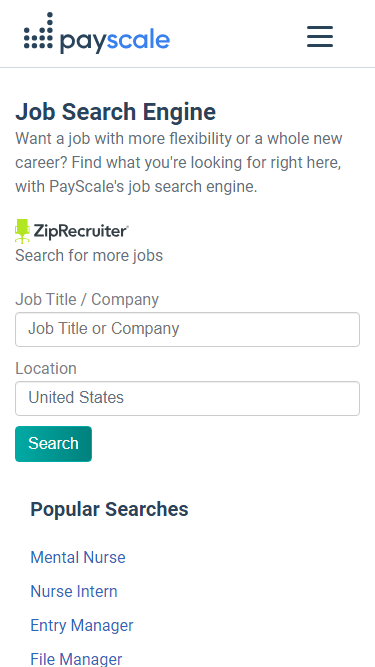 payscale
Job Search Engine
Want a job with more flexibility or a whole new
career? Find what you're looking for right here,
with PayScale's job search engine.
ZipRecruiter
Search for more jobs
Job Title / Company
Job Title or Company
Location
United States
Search
Popular Searches
Mental Nurse
Nurse Intern
Entry Manager
File Manager